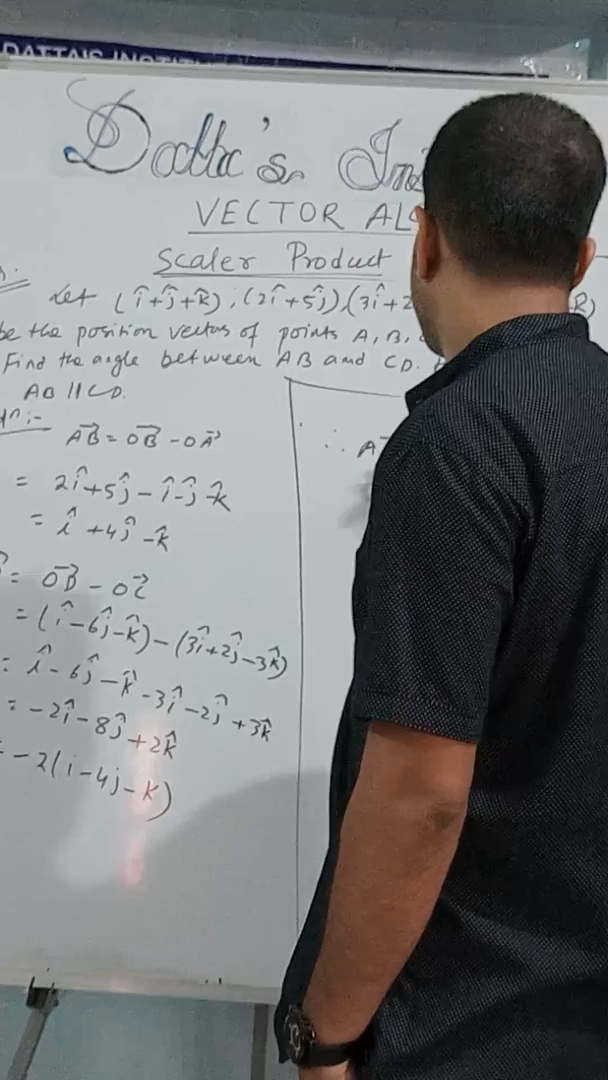 DATTA'S
Datta's
VECTOR
Scaler Product
Let (î+ĵ+k̂), (2î+5ĵ), (3î+2
be the position vectors of points A, B,
Find the angle between AB and CD.
AB || CD.
AB⃗ = OB⃗ - OA⃗
= 2î+5ĵ - î-ĵ-k̂
= î +4ĵ -k̂
= OD⃗ - OC⃗
= (î-6ĵ-k̂) - (3î+2ĵ-3k̂)
= î-6ĵ-k̂-3î-2ĵ+3k̂
= -2î-8ĵ+2k̂
= -2(i-4j-k)
∴ A